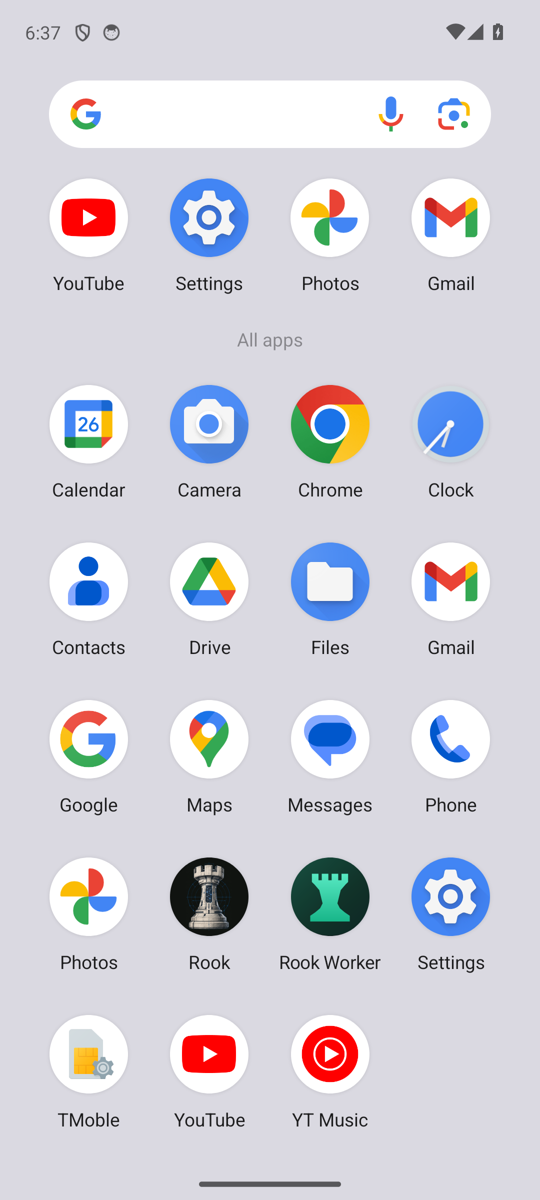 6:37
YouTube Settings Photos Gmail
All apps
26
Calendar Camera Chrome Clock
Contacts Drive Files Gmail
Google Maps Messages Phone
Photos Rook Rook Worker Settings
TMoble YouTube YT Music